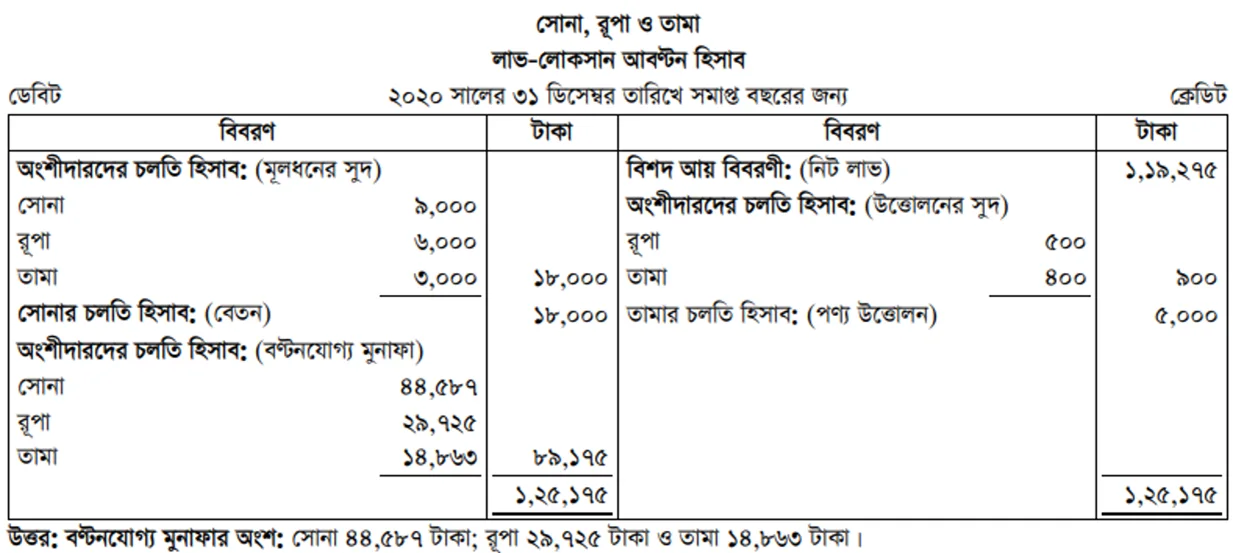 সোনা, রূপা ও তামা
লাভ-লোকসান আবণ্টন হিসাব
ডেবিট ২০২০ সালের ৩১ ডিসেম্বর তারিখে সমাপ্ত বছরের জন্য ক্রেডিট
বিবরণ টাকা বিবরণ টাকা
অংশীদারদের চলতি হিসাব: (মূলধনের সুদ) বিশদ আয় বিবরণী: (নিট লাভ) ১,১৯,২৭৫
সোনা ৯,০০০ অংশীদারদের চলতি হিসাব: (উত্তোলনের সুদ)
রূপা ৬,০০০ রূপা ৫০০
তামা ৩,০০০ ১৮,০০০ তামা ৪০০ ৯০০
সোনার চলতি হিসাব: (বেতন) ১৮,০০০ তামার চলতি হিসাব: (পণ্য উত্তোলন) ৫,০০০
অংশীদারদের চলতি হিসাব: (বণ্টনযোগ্য মুনাফা)
সোনা ৪৪,৫৮৭
রূপা ২৯,৭২৫
তামা ১৪,৮৬৩ ৮৯,১৭৫
১,২৫,১৭৫ ১,২৫,১৭৫
উত্তর: বণ্টনযোগ্য মুনাফার অংশ: সোনা ৪৪,৫৮৭ টাকা; রূপা ২৯,৭২৫ টাকা ও তামা ১৪,৮৬৩ টাকা।